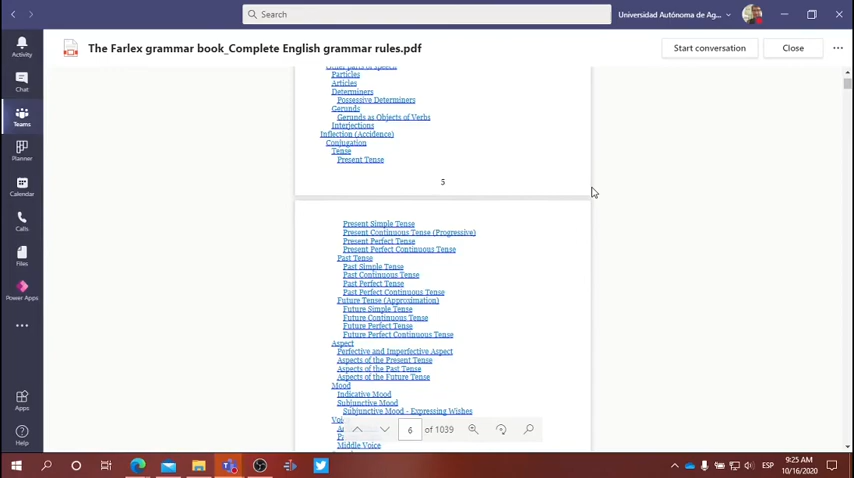 Search
Universidad Autónoma de Ag...
The Farlex grammar book_Complete English grammar rules.pdf
Start conversation
Close
Activity
Chat
Teams
Planner
Calendar
Calls
Files
Power Apps
Apps
Help
Other parts of speech
Particles
Articles
Determiners
Possessive Determiners
Gerunds
Gerunds as Objects of Verbs
Interjections
Inflection (Accidence)
Conjugation
Tense
Present Tense
5
Present Simple Tense
Present Continuous Tense (Progressive)
Present Perfect Tense
Present Perfect Continuous Tense
Past Tense
Past Simple Tense
Past Continuous Tense
Past Perfect Tense
Past Perfect Continuous Tense
Future Tense (Approximation)
Future Simple Tense
Future Continuous Tense
Future Perfect Tense
Future Perfect Continuous Tense
Aspect
Perfective and Imperfective Aspect
Aspects of the Present Tense
Aspects of the Past Tense
Aspects of the Future Tense
Mood
Indicative Mood
Subjunctive Mood
Subjunctive Mood - Expressing Wishes
6 of 1039
Middle Voice
ESP
9:25 AM
10/16/2020